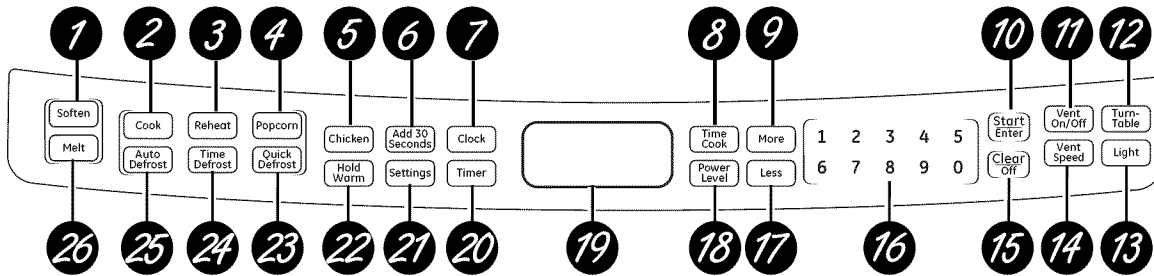 1 2 3 4 5 6 7 8 9 10 11 12
Soften Cook Reheat Popcorn Chicken Add 30 Seconds Clock Time Cook More 1 2 3 4 5 Start Enter Vent On/Off Turn-Table
Melt Auto Defrost Time Defrost Quick Defrost Hold Warm Settings Timer Power Level Less 6 7 8 9 0 Clear Off Vent Speed Light
26 25 24 23 22 21 20 19 18 17 16 15 14 13